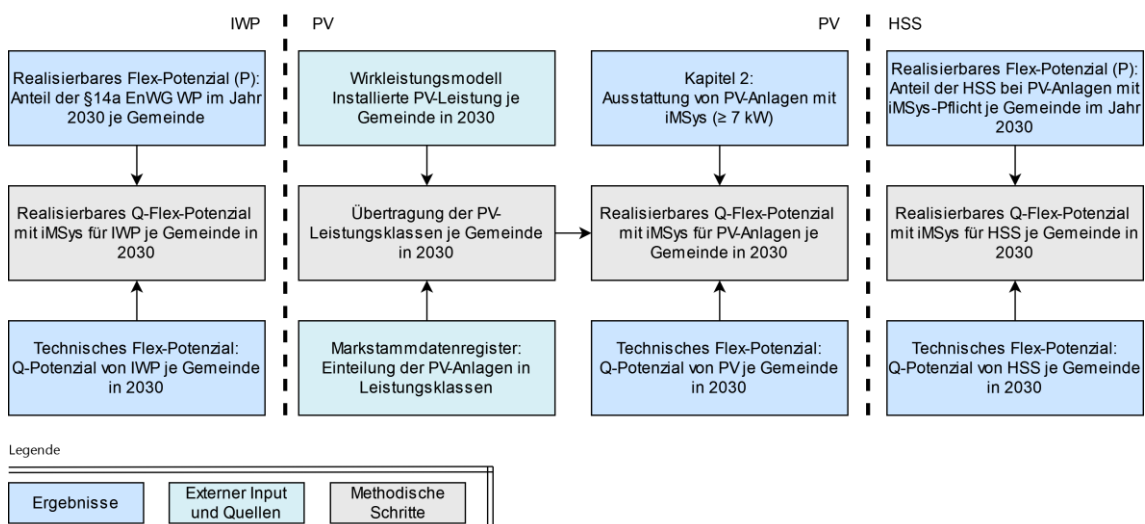 IWP
PV
PV
HSS
Realisierbares Flex-Potenzial (P):
Anteil der §14a EnWG WP im Jahr
2030 je Gemeinde
Wirkleistungsmodell
Installierte PV-Leistung je
Gemeinde in 2030
Kapitel 2:
Ausstattung von PV-Anlagen mit
iMSys (≥ 7 kW)
Realisierbares Flex-Potenzial (P):
Anteil der HSS bei PV-Anlagen mit
iMSys-Pflicht je Gemeinde im Jahr
2030
Realisierbares Q-Flex-Potenzial
mit iMSys für IWP je Gemeinde in
2030
Übertragung der PV-
Leistungsklassen je Gemeinde
in 2030
Realisierbares Q-Flex-Potenzial
mit iMSys für PV-Anlagen je
Gemeinde in 2030
Realisierbares Q-Flex-Potenzial
mit iMSys für HSS je Gemeinde in
2030
Technisches Flex-Potenzial:
Q-Potenzial von IWP je Gemeinde
in 2030
Markstammdatenregister:
Einteilung der PV-Anlagen in
Leistungsklassen
Technisches Flex-Potenzial:
Q-Potenzial von PV je Gemeinde
in 2030
Technisches Flex-Potenzial:
Q-Potenzial von HSS je Gemeinde
in 2030
Legende
Ergebnisse
Externer Input
und Quellen
Methodische
Schritte